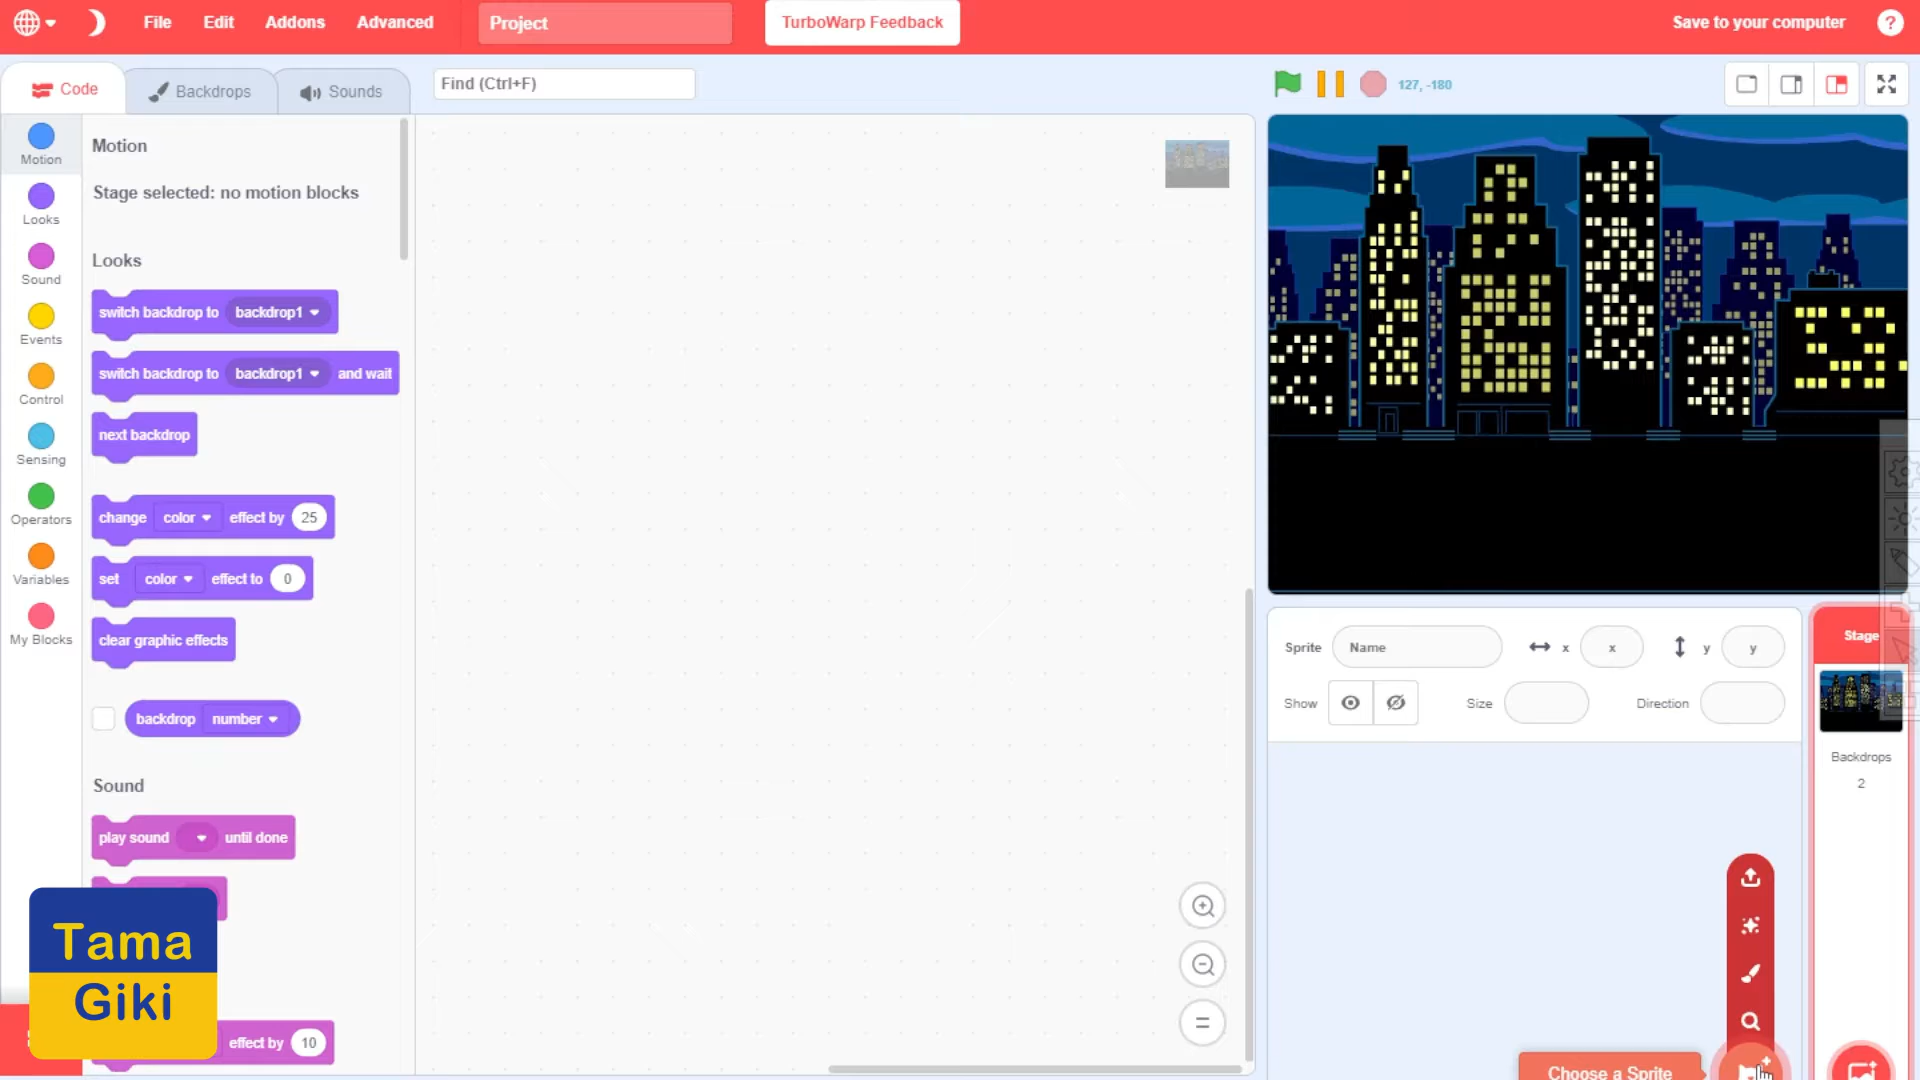 File Edit Addons Advanced Project TurboWarp Feedback Save to your computer ?
Code Backdrops Sounds Find (Ctrl+F) 127, -180
Motion
Looks
Sound
Events
Control
Sensing
Operators
Variables
My Blocks
Motion
Stage selected: no motion blocks
Looks
switch backdrop to backdrop1
switch backdrop to backdrop1 and wait
next backdrop
change color effect by 25
set color effect to 0
clear graphic effects
backdrop number
Sound
play sound until done
effect by 10
Tama
Giki
Sprite Name x x y y
Show Size Direction
Stage
Backdrops
2
Choose a Sprite